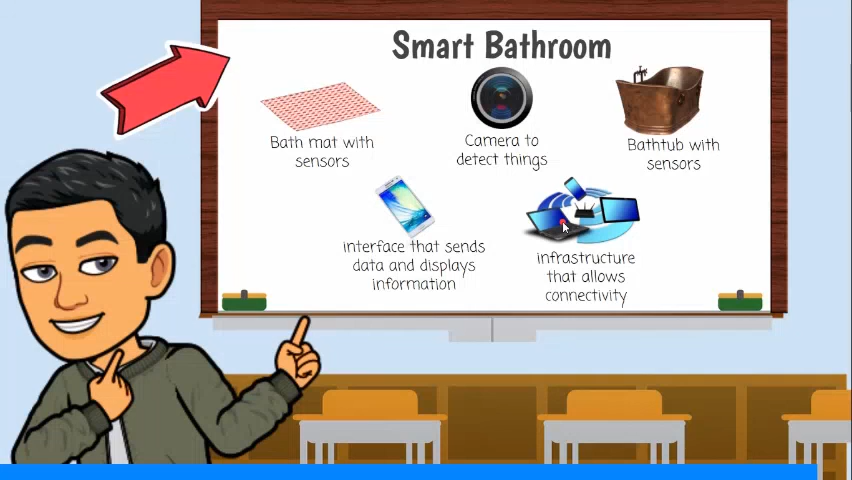 Smart Bathroom
Bath mat with
sensors
Camera to
detect things
Bathtub with
sensors
interface that sends
data and displays
information
infrastructure
that allows
connectivity